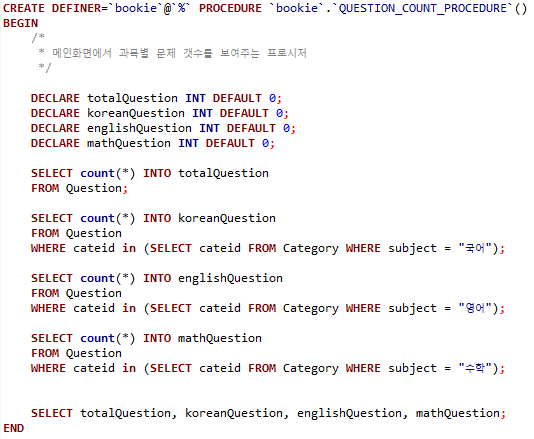 CREATE DEFINER=`bookie`@`%` PROCEDURE `bookie`.`QUESTION_COUNT_PROCEDURE`()
BEGIN
/*
* 메인화면에서 과목별 문제 갯수를 보여주는 프로시저
*/
DECLARE totalQuestion INT DEFAULT 0;
DECLARE koreanQuestion INT DEFAULT 0;
DECLARE englishQuestion INT DEFAULT 0;
DECLARE mathQuestion INT DEFAULT 0;
SELECT count(*) INTO totalQuestion
FROM Question;
SELECT count(*) INTO koreanQuestion
FROM Question
WHERE cateid in (SELECT cateid FROM Category WHERE subject = "국어");
SELECT count(*) INTO englishQuestion
FROM Question
WHERE cateid in (SELECT cateid FROM Category WHERE subject = "영어");
SELECT count(*) INTO mathQuestion
FROM Question
WHERE cateid in (SELECT cateid FROM Category WHERE subject = "수학");
SELECT totalQuestion, koreanQuestion, englishQuestion, mathQuestion;
END